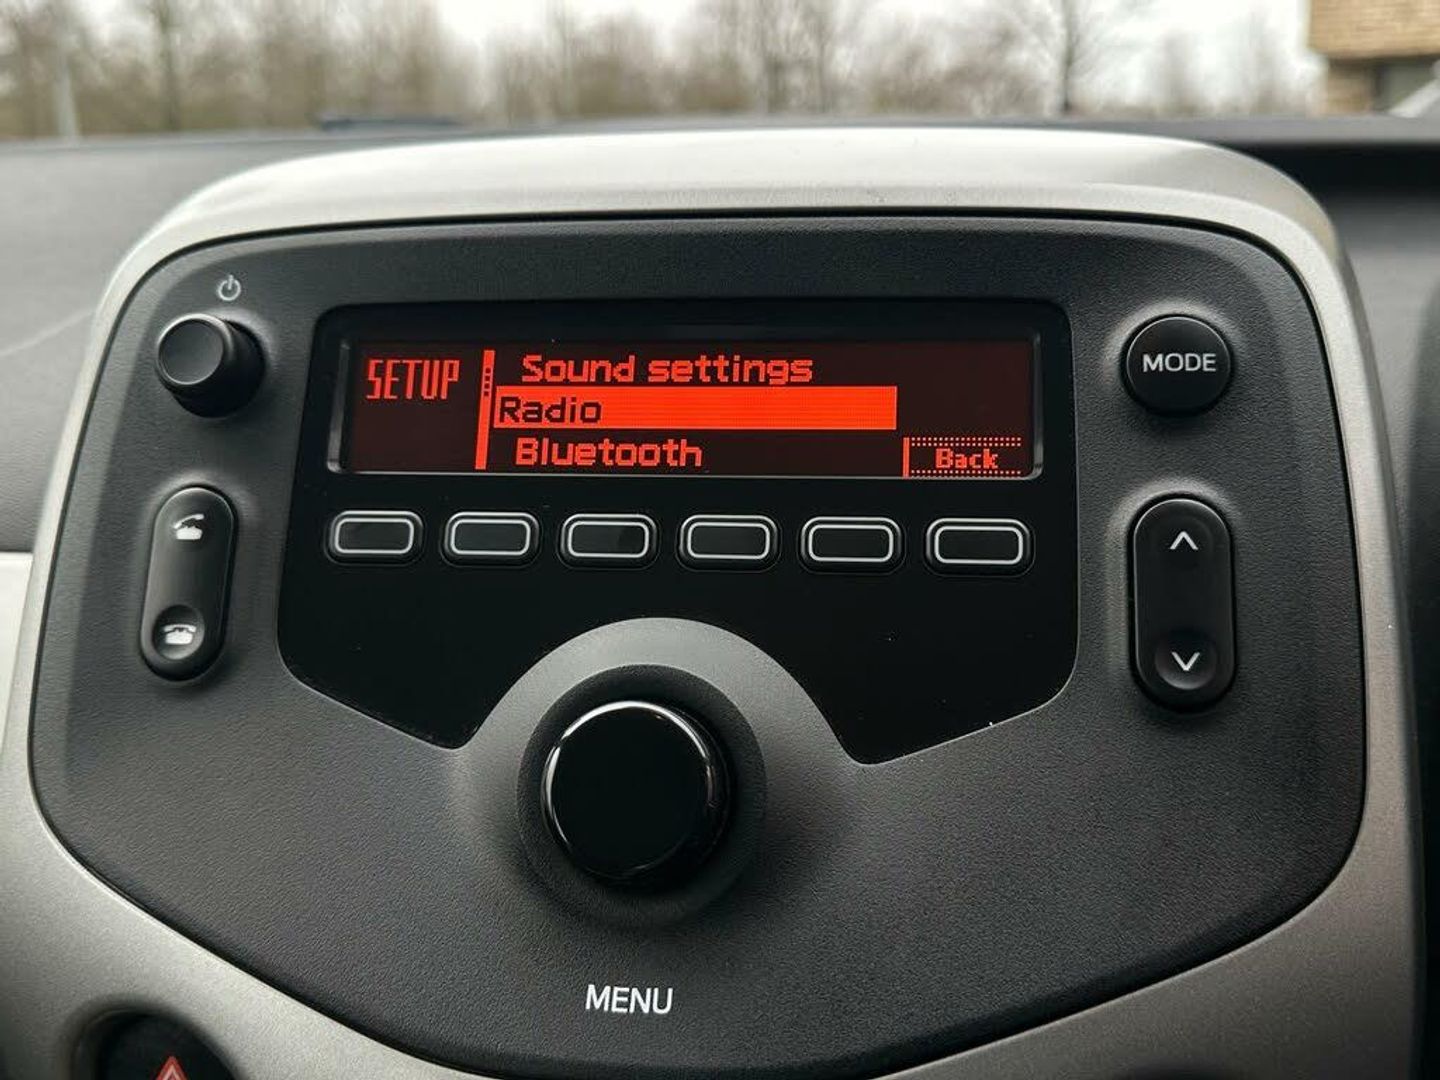 SETUP
Sound settings
Radio
Bluetooth
Back
MODE
MENU